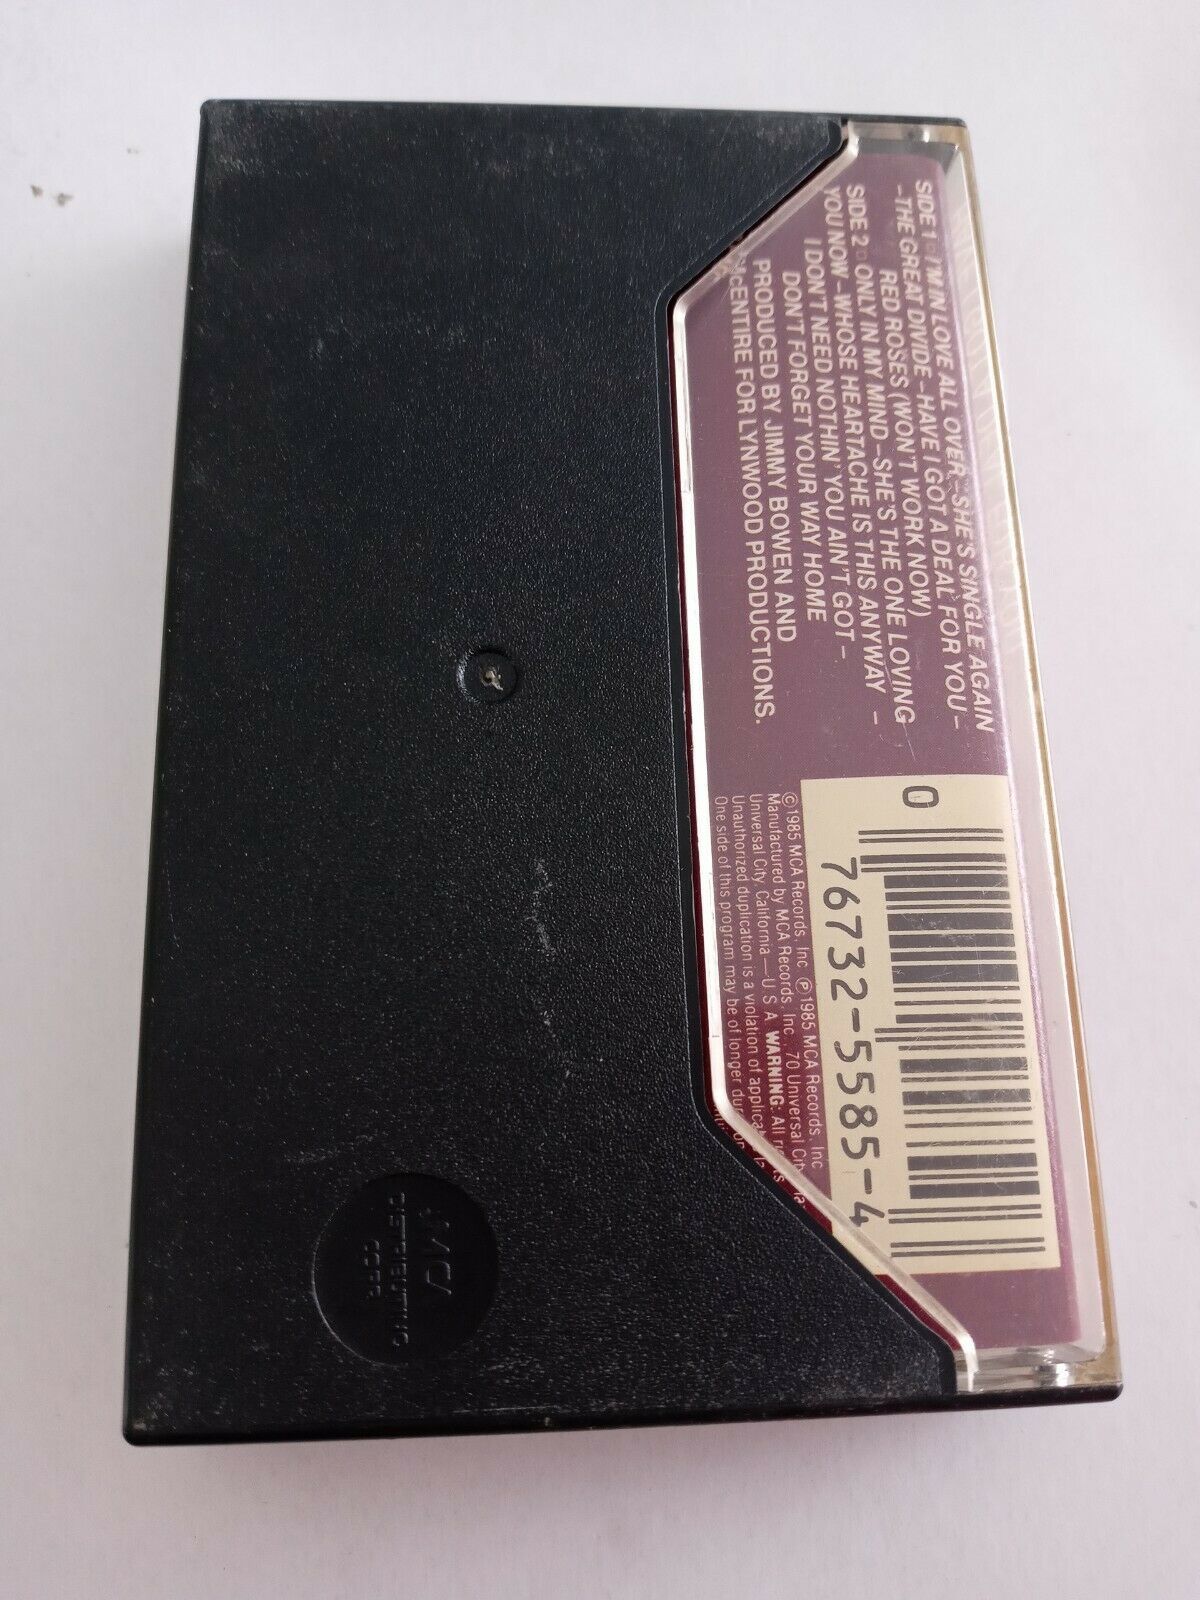 SIDE 1 I'M IN LOVE ALL OVER – SHE'S SINGLE AGAIN
– THE GREAT DIVIDE – HAVE I GOT A DEAL FOR YOU –
RED ROSES (WON'T WORK NOW)
SIDE 2 ONLY IN MY MIND – SHE'S THE ONE LOVING
YOU NOW – WHOSE HEARTACHE IS THIS ANYWAY –
I DON'T NEED NOTHIN' YOU AIN'T GOT –
DON'T FORGET YOUR WAY HOME
PRODUCED BY JIMMY BOWEN AND
McENTIRE FOR LYNWOOD PRODUCTIONS.
0 76732-5585-4
©1985 MCA Records, Inc. ℗1985 MCA Records, Inc
Manufactured by MCA Records, Inc., 70 Universal City
Universal City, California — U.S.A. WARNING: All
Unauthorized duplication is a violation of
One side of this program may be of longer
MCA
DISTRIBUTING
CORP